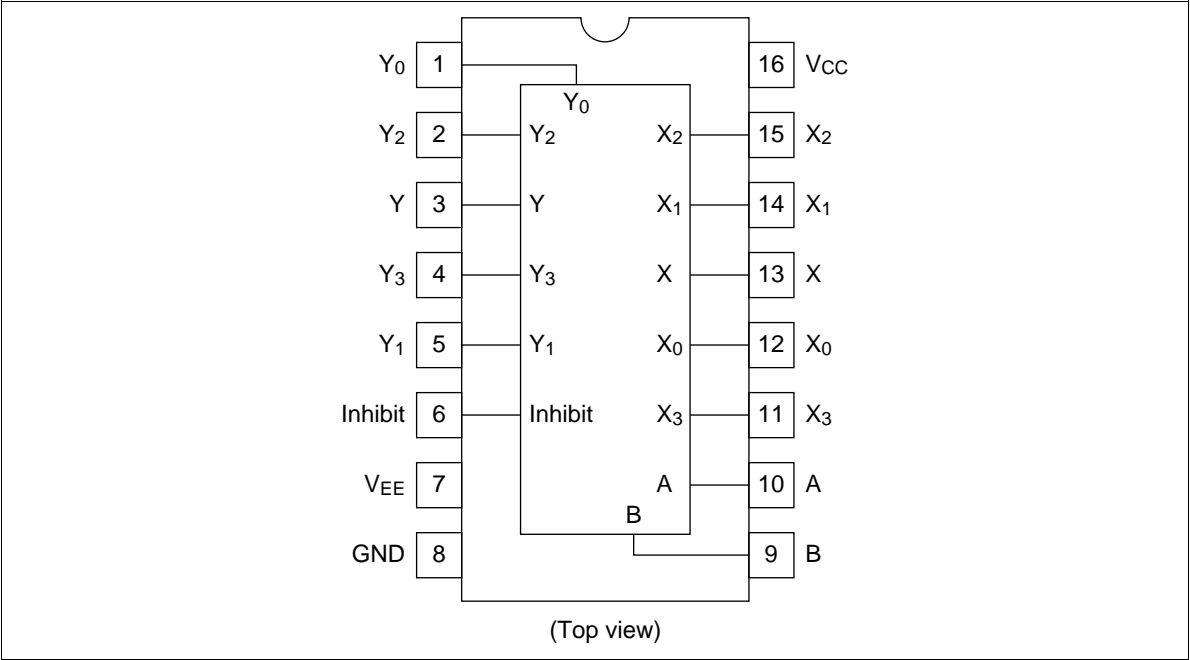 Y0 1 16 VCC
Y0
Y2 2 Y2 X2 15 X2
Y 3 Y X1 14 X1
Y3 4 Y3 X 13 X
Y1 5 Y1 X0 12 X0
Inhibit 6 Inhibit X3 11 X3
VEE 7 A 10 A
B
GND 8 9 B
(Top view)